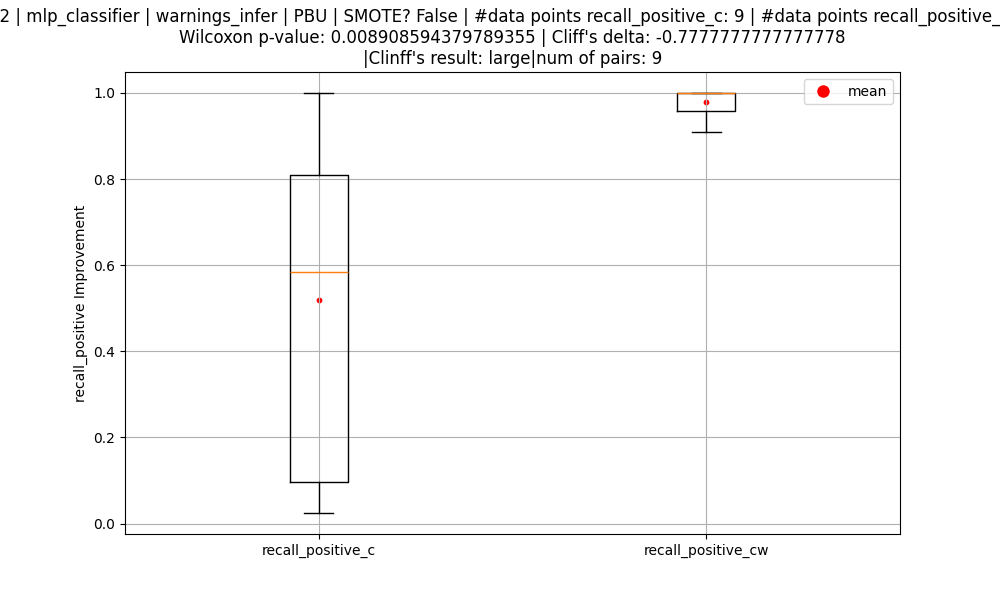 2 | mlp_classifier | warnings_infer | PBU | SMOTE? False | #data points recall_positive_c: 9 | #data points recall_positive_
Wilcoxon p-value: 0.008908594379789355 | Cliff's delta: -0.7777777777777778
|Clinff's result: large|num of pairs: 9
mean
1.0
0.8
0.6
0.4
0.2
0.0
recall_positive Improvement
recall_positive_c
recall_positive_cw